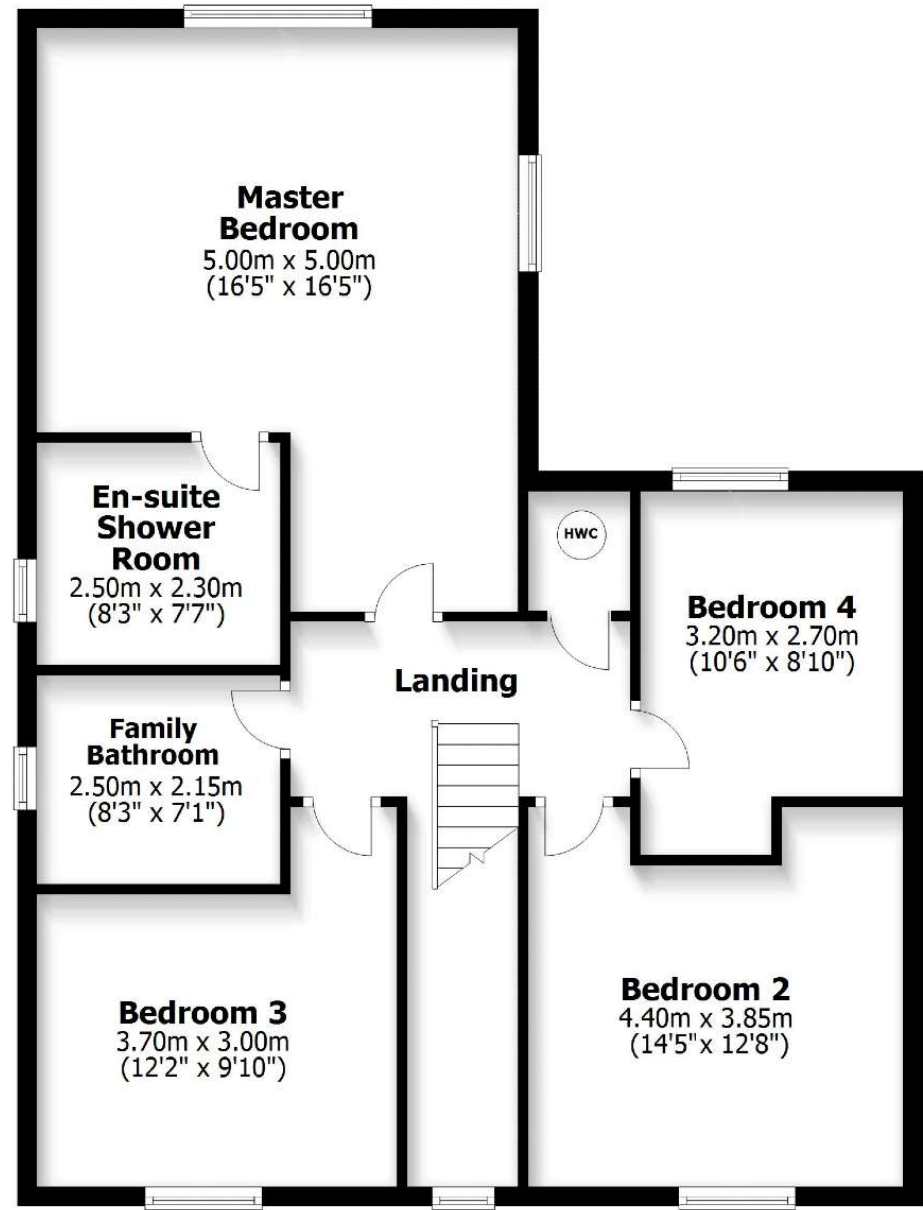 Master
Bedroom
5.00m x 5.00m
(16'5" x 16'5")
En-suite
Shower
Room
2.50m x 2.30m
(8'3" x 7'7")
HWC
Bedroom 4
3.20m x 2.70m
(10'6" x 8'10")
Landing
Family
Bathroom
2.50m x 2.15m
(8'3" x 7'1")
Bedroom 3
3.70m x 3.00m
(12'2" x 9'10")
Bedroom 2
4.40m x 3.85m
(14'5"x 12'8")